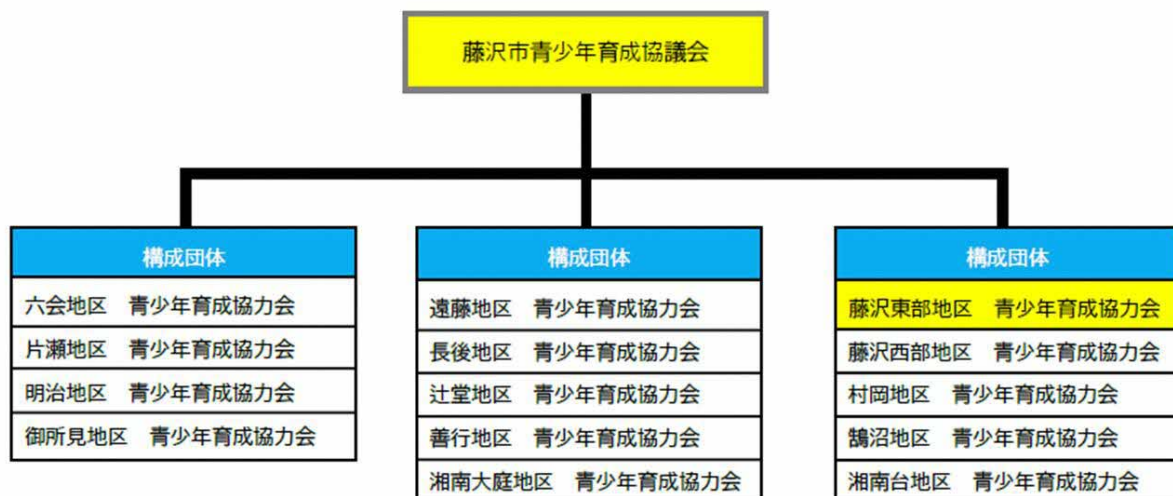 藤沢市青少年育成協議会
構成団体
六会地区　青少年育成協力会
片瀬地区　青少年育成協力会
明治地区　青少年育成協力会
御所見地区　青少年育成協力会
構成団体
遠藤地区　青少年育成協力会
長後地区　青少年育成協力会
辻堂地区　青少年育成協力会
善行地区　青少年育成協力会
湘南大庭地区　青少年育成協力会
構成団体
藤沢東部地区　青少年育成協力会
藤沢西部地区　青少年育成協力会
村岡地区　青少年育成協力会
鵠沼地区　青少年育成協力会
湘南台地区　青少年育成協力会